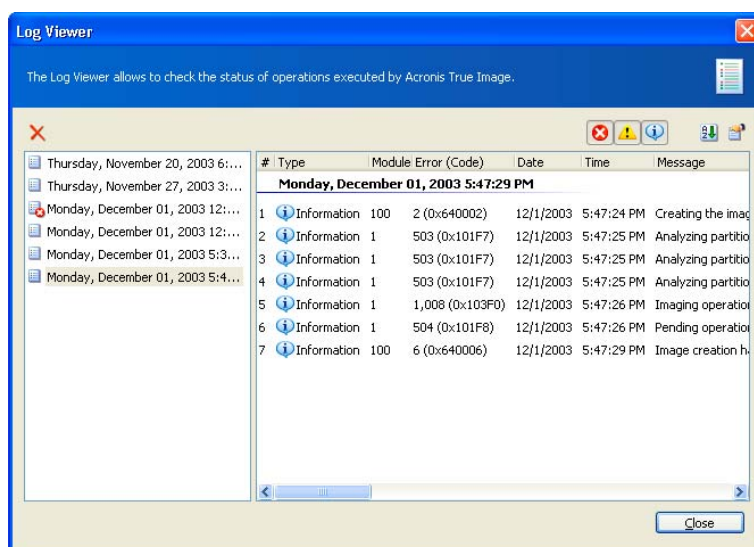 Log Viewer
The Log Viewer allows to check the status of operations executed by Acronis True Image.
Thursday, November 20, 2003 6:...
Thursday, November 27, 2003 3:...
Monday, December 01, 2003 12:...
Monday, December 01, 2003 12:...
Monday, December 01, 2003 5:3...
Monday, December 01, 2003 5:4...
# Type Module Error (Code) Date Time Message
Monday, December 01, 2003 5:47:29 PM
1 Information 100 2 (0x640002) 12/1/2003 5:47:24 PM Creating the imag
2 Information 1 503 (0x101F7) 12/1/2003 5:47:25 PM Analyzing partitio
3 Information 1 503 (0x101F7) 12/1/2003 5:47:25 PM Analyzing partitio
4 Information 1 503 (0x101F7) 12/1/2003 5:47:25 PM Analyzing partitio
5 Information 1 1,008 (0x103F0) 12/1/2003 5:47:26 PM Imaging operation
6 Information 1 504 (0x101F8) 12/1/2003 5:47:26 PM Pending operation
7 Information 100 6 (0x640006) 12/1/2003 5:47:29 PM Image creation h
Close